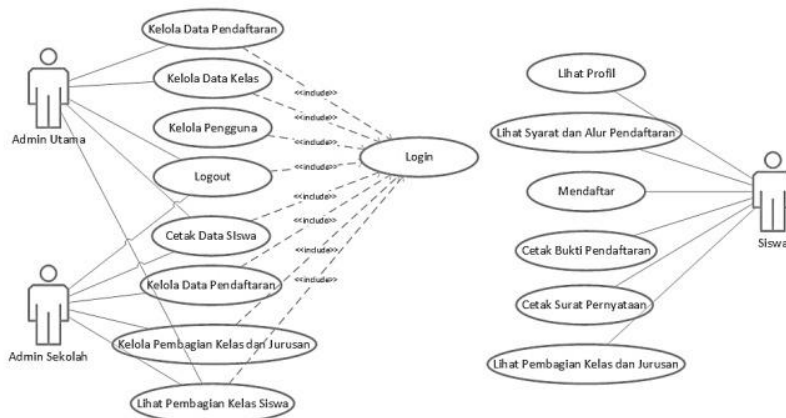 Kelola Data Pendaftaran
Kelola Data Kelas
<<include>>
Admin Utama
Kelola Pengguna
<<include>>
Login
Logout
<<include>>
<<include>>
Cetak Data SIswa
<<include>>
Kelola Data Pendaftaran
<<include>>
Admin Sekolah
Kelola Pembagian Kelas dan Jurusan
Lihat Pembagian Kelas Siswa
Lihat Profil
Lihat Syarat dan Alur Pendaftaran
Mendaftar
Siswa
Cetak Bukti Pendaftaran
Cetak Surat Pernyataan
Lihat Pembagian Kelas dan Jurusan